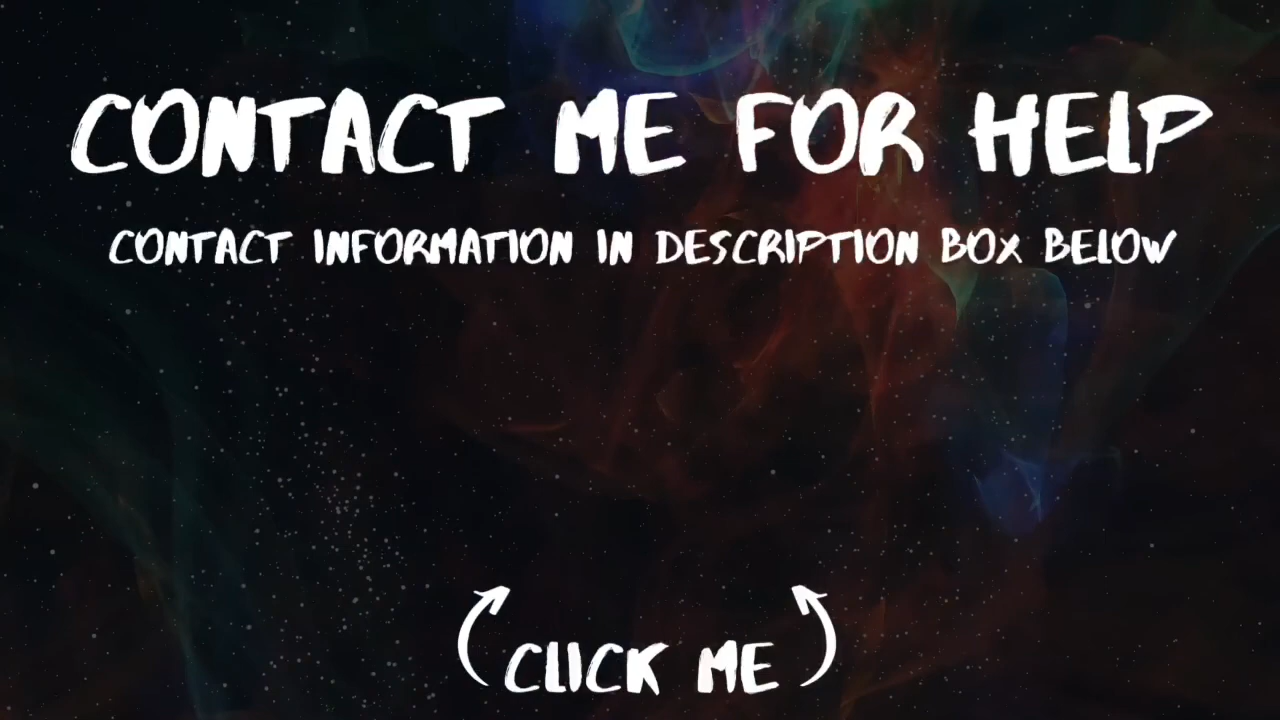 CONTACT ME FOR HELP
CONTACT INFORMATION IN DESCRIPTION BOX BELOW
CLICK ME